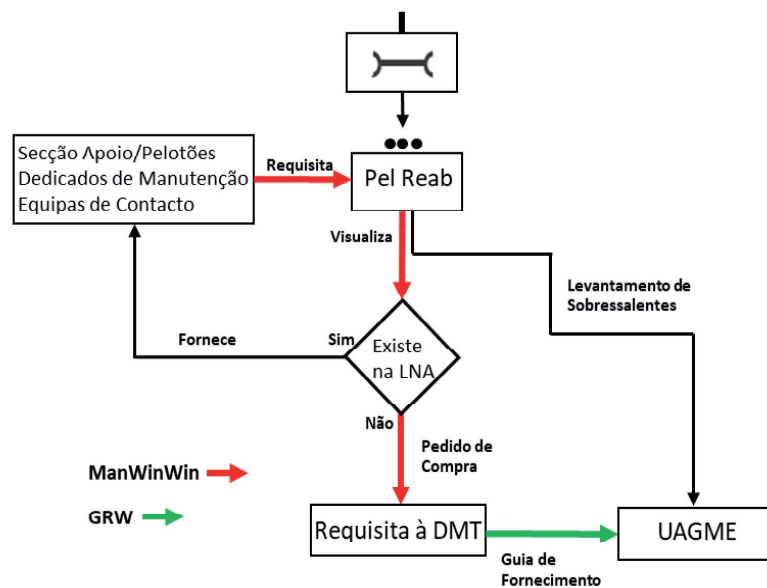 Secção Apoio/Pelotões
Dedicados de Manutenção
Equipas de Contacto
Requisita
Pel Reab
Visualiza
Levantamento de
Sobressalentes
Fornece
Sim
Existe
na LNA
Não
Pedido de
Compra
ManWinWin
GRW
Requisita à DMT
Guia de
Fornecimento
UAGME